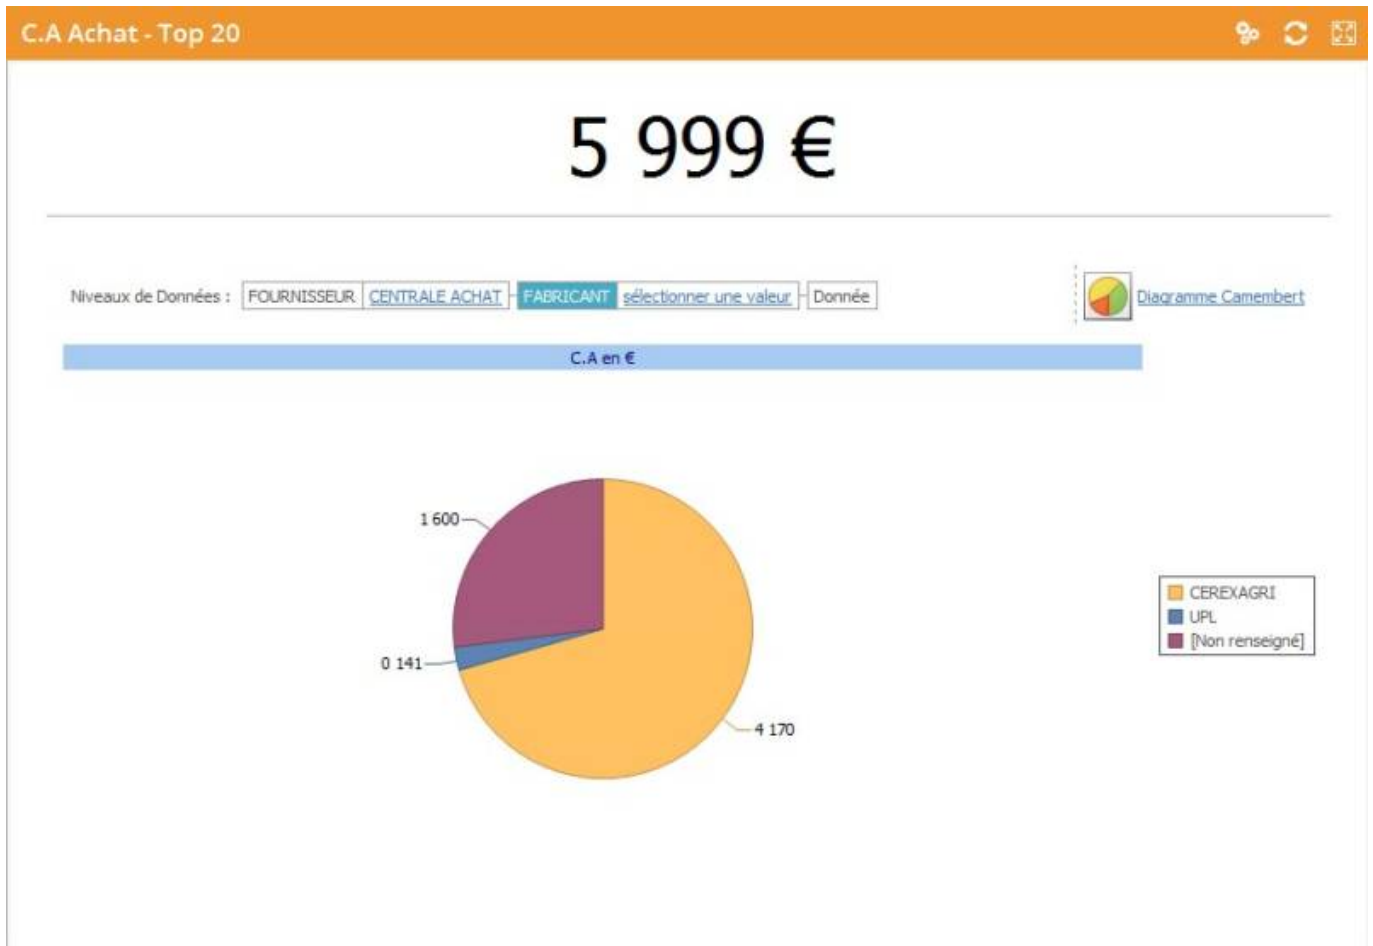 C.A Achat - Top 20
5 999 €
Niveaux de Données : FOURNISSEUR CENTRALE ACHAT FABRICANT sélectionner une valeur Donnée Diagramme Camembert
C.A en €
1 600
0 141
4 170
CEREXAGRI
UPL
[Non renseigné]